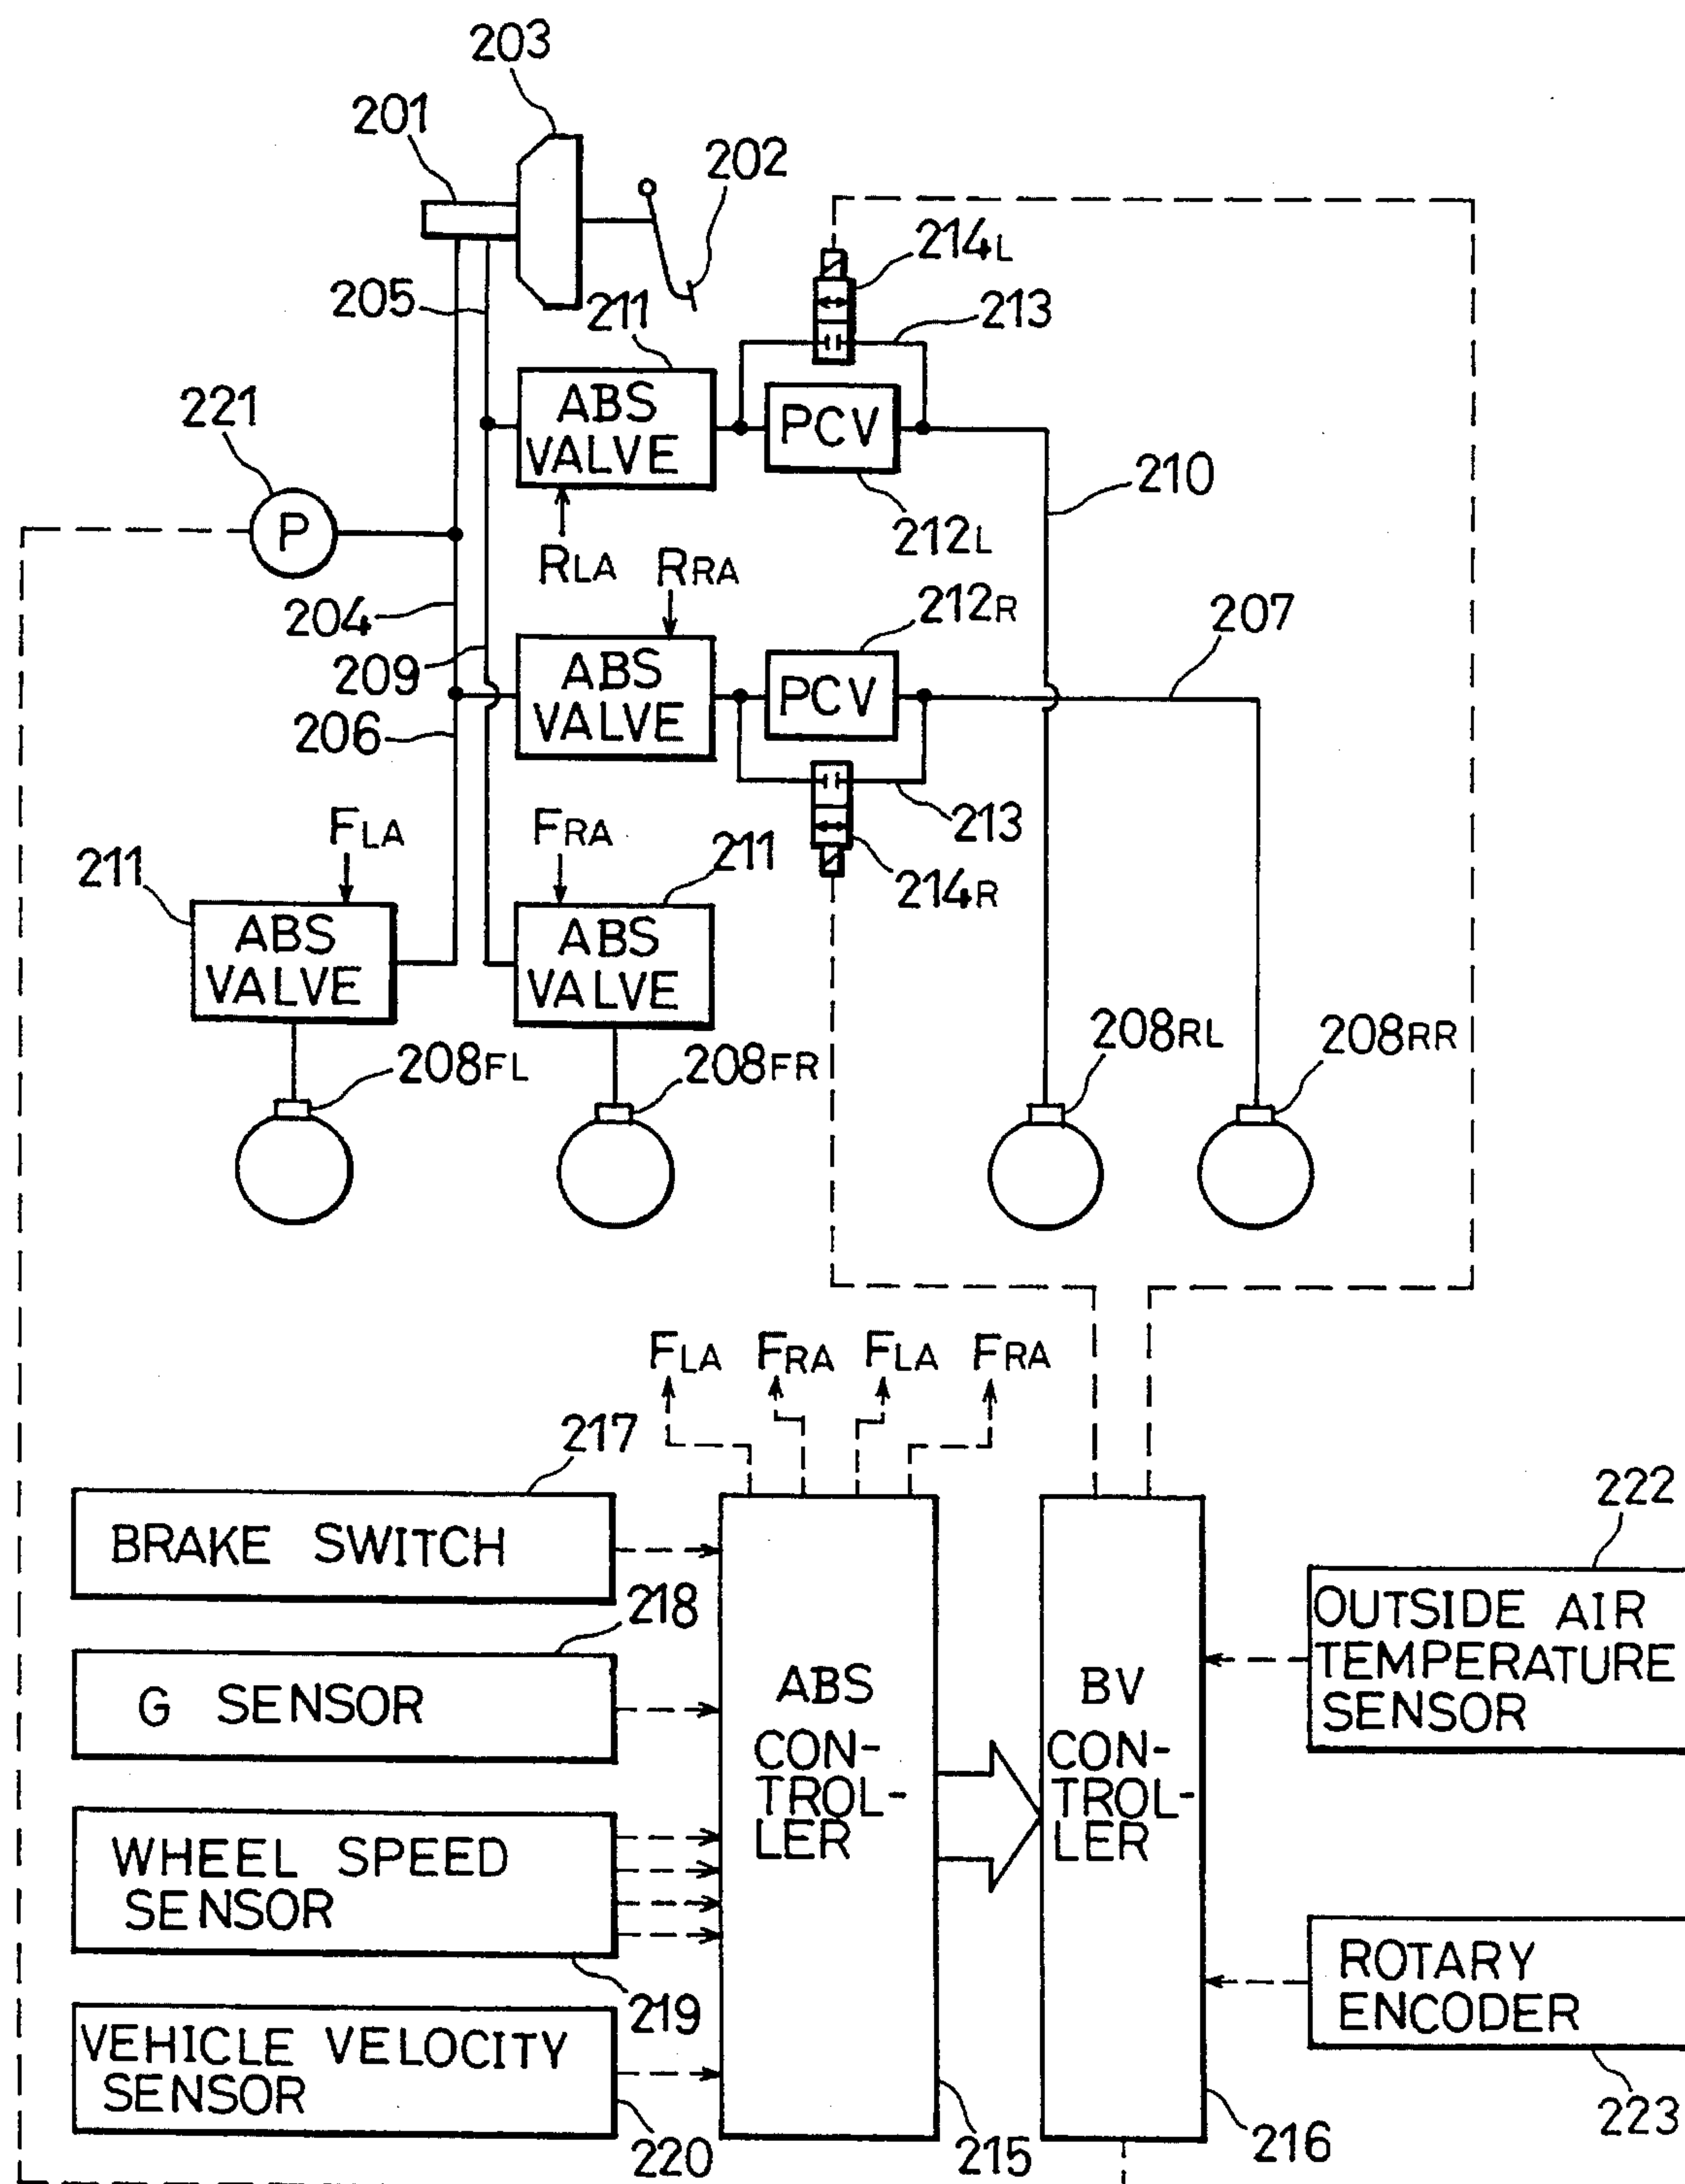 203
201
202
214L
205
211
213
ABS
VALVE
PCV
221
210
P
212L
RLA
RRA
204
212R
207
209
ABS
VALVE
PCV
206
213
FLA
FRA
211
211
214R
ABS
VALVE
ABS
VALVE
208FL
208FR
208RL
208RR
FLA FRA FLA FRA
217
222
BRAKE SWITCH
218
OUTSIDE AIR
TEMPERATURE
SENSOR
G SENSOR
ABS
CON-
TROL-
LER
BV
CON-
TROL-
LER
WHEEL SPEED
SENSOR
219
ROTARY
ENCODER
VEHICLE VELOCITY
SENSOR
220
215
216
223